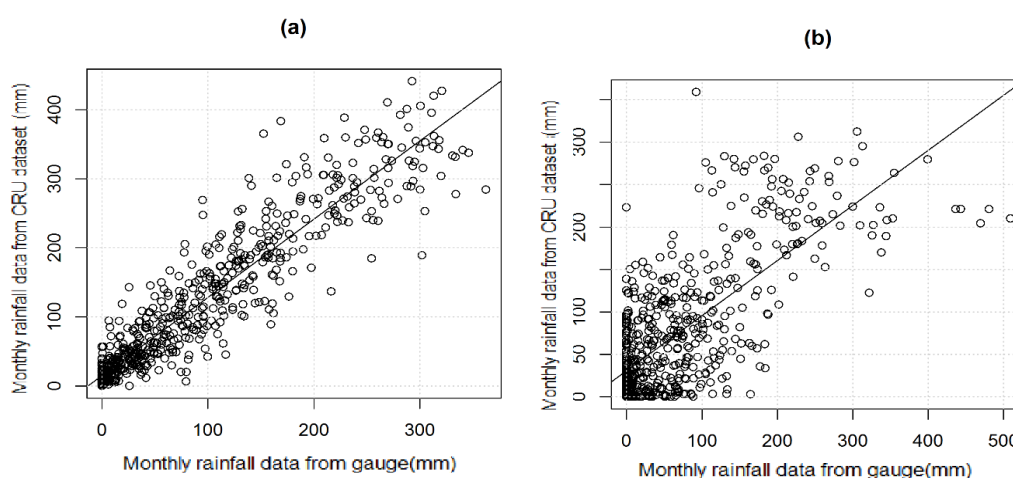 (a)
Monthly rainfall data from CRU dataset (mm)
400
300
200
100
0
0 100 200 300
Monthly rainfall data from gauge(mm)
(b)
Monthly rainfall data from CRU dataset (mm)
300
200
100
50
0
0 100 200 300 400 500
Monthly rainfall data from gauge(mm)